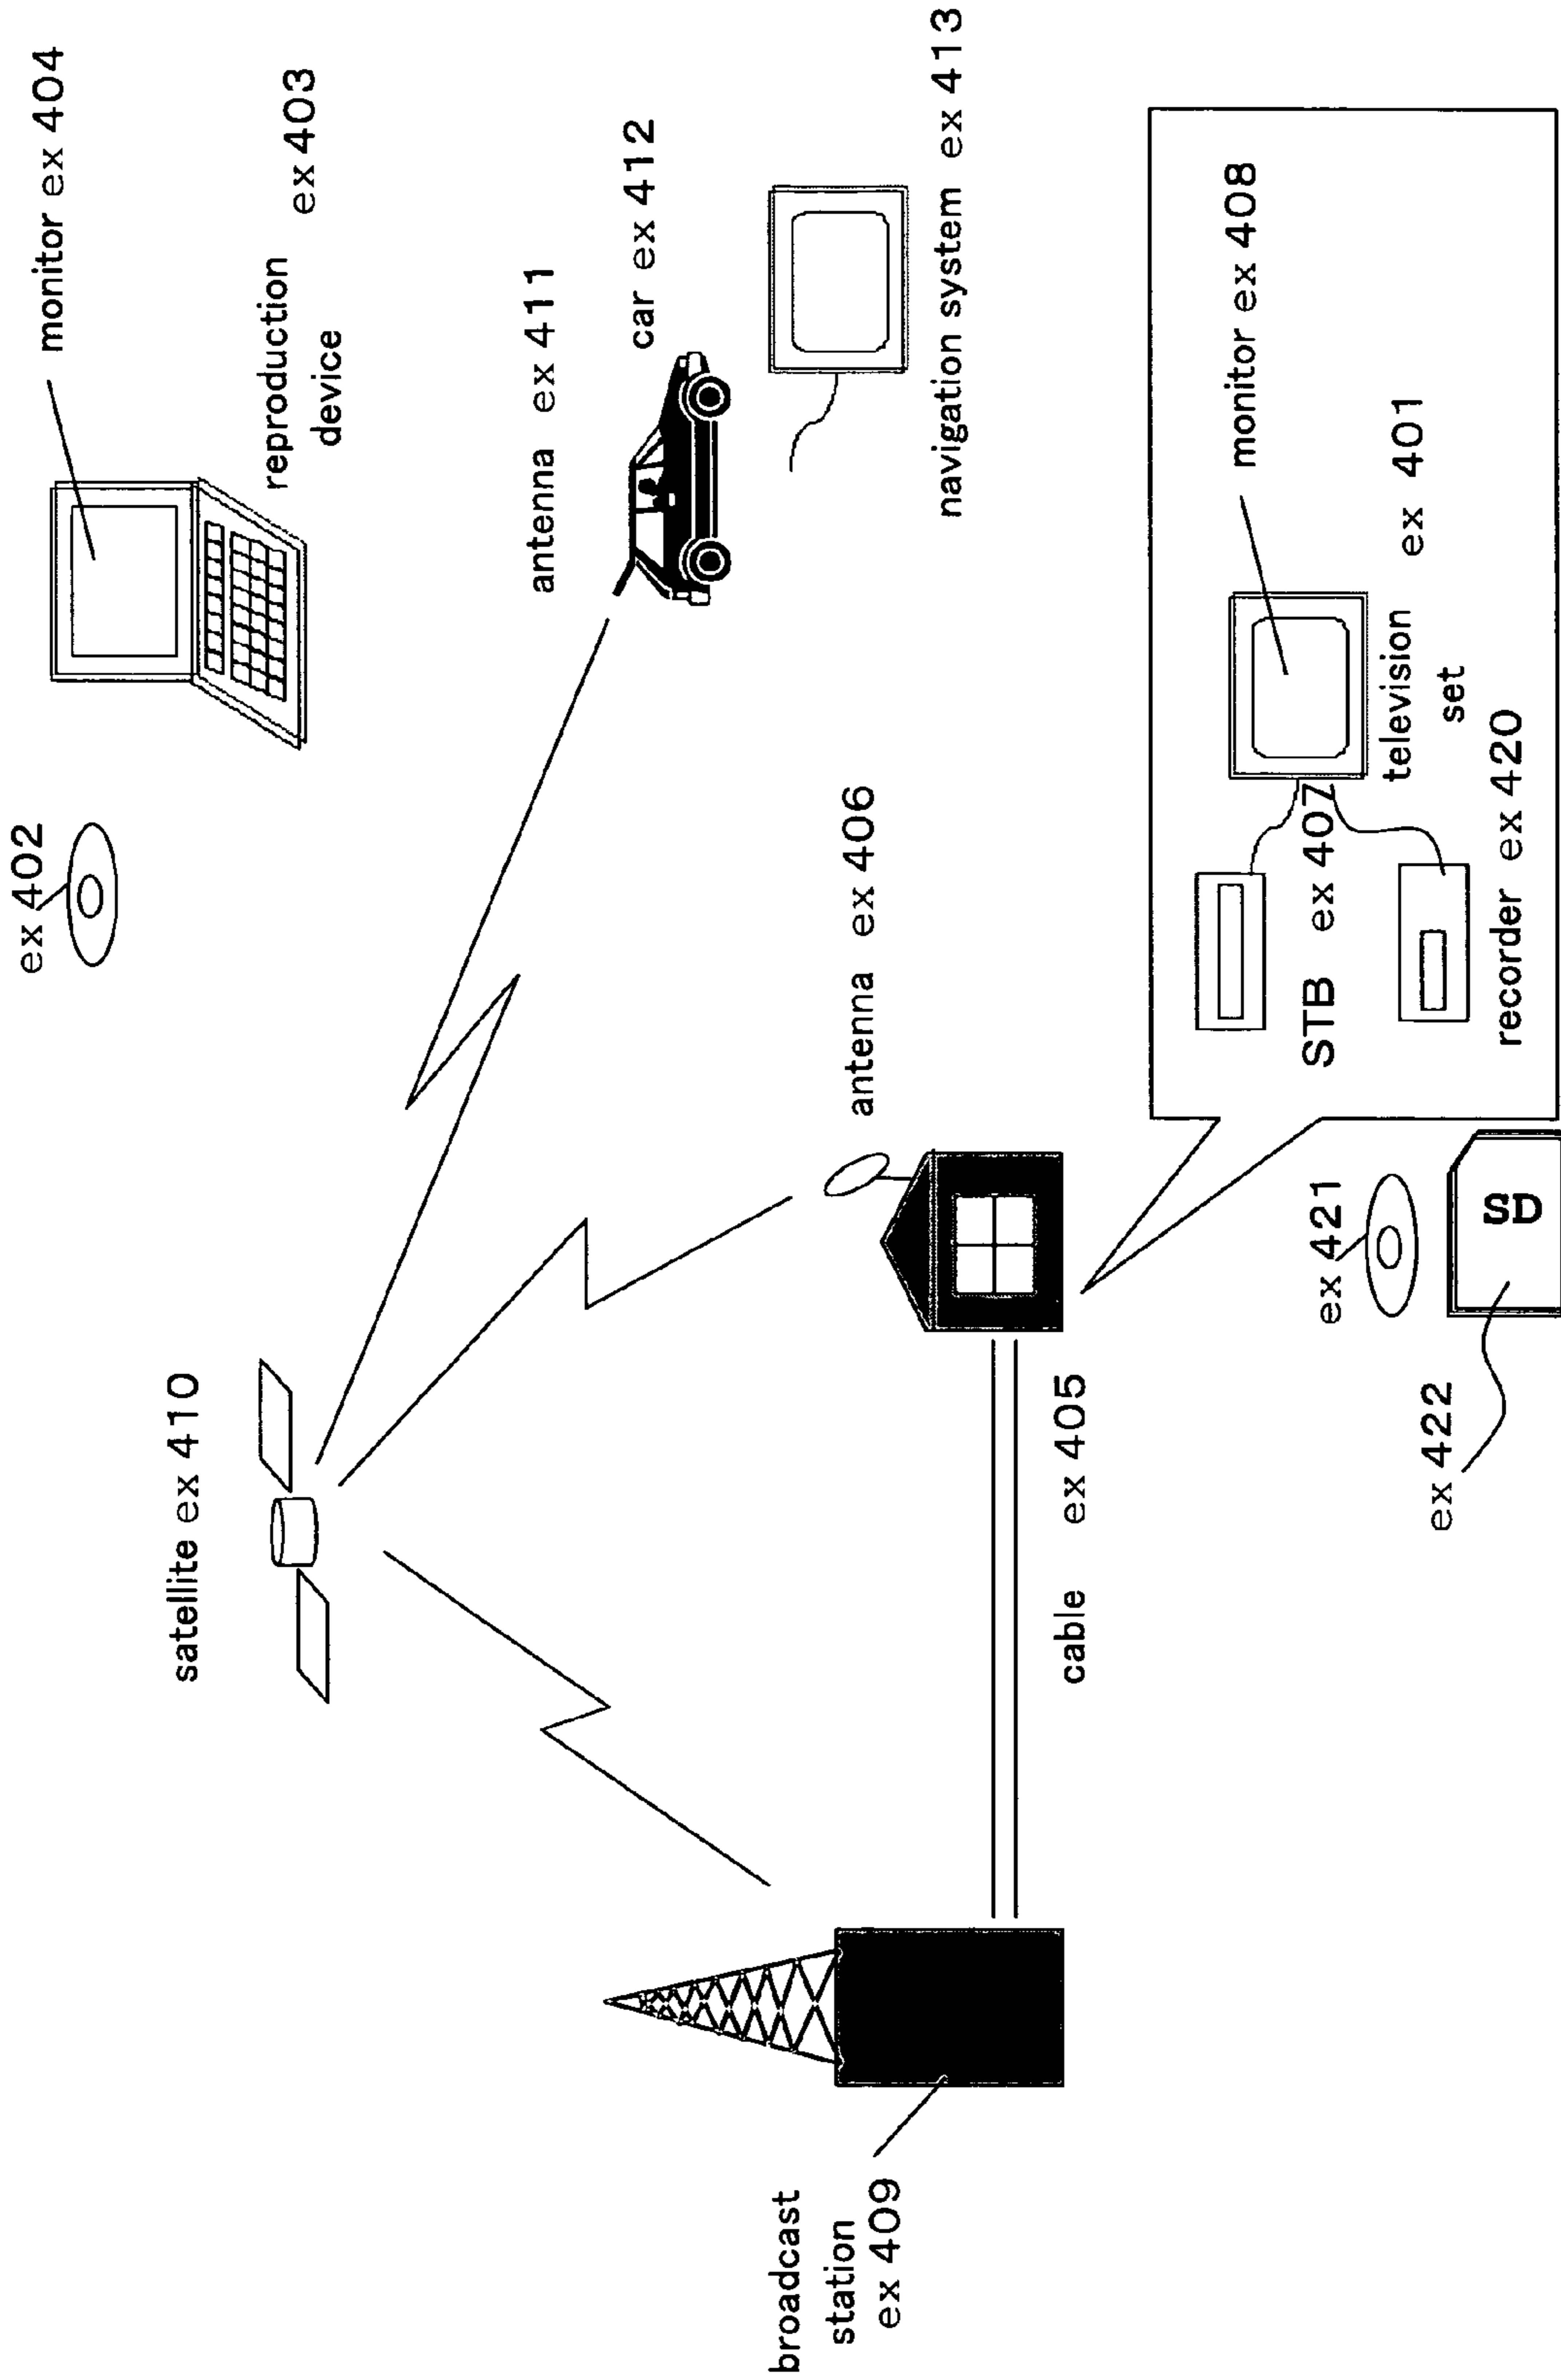 ex 402
monitor ex 404
reproduction
device
ex 403
satellite ex 410
antenna ex 411
car ex 412
antenna ex 406
navigation system ex 413
broadcast
station
ex 409
cable ex 405
monitor ex 408
STB ex 407
television
set
ex 401
recorder ex 420
ex 421
SD
ex 422